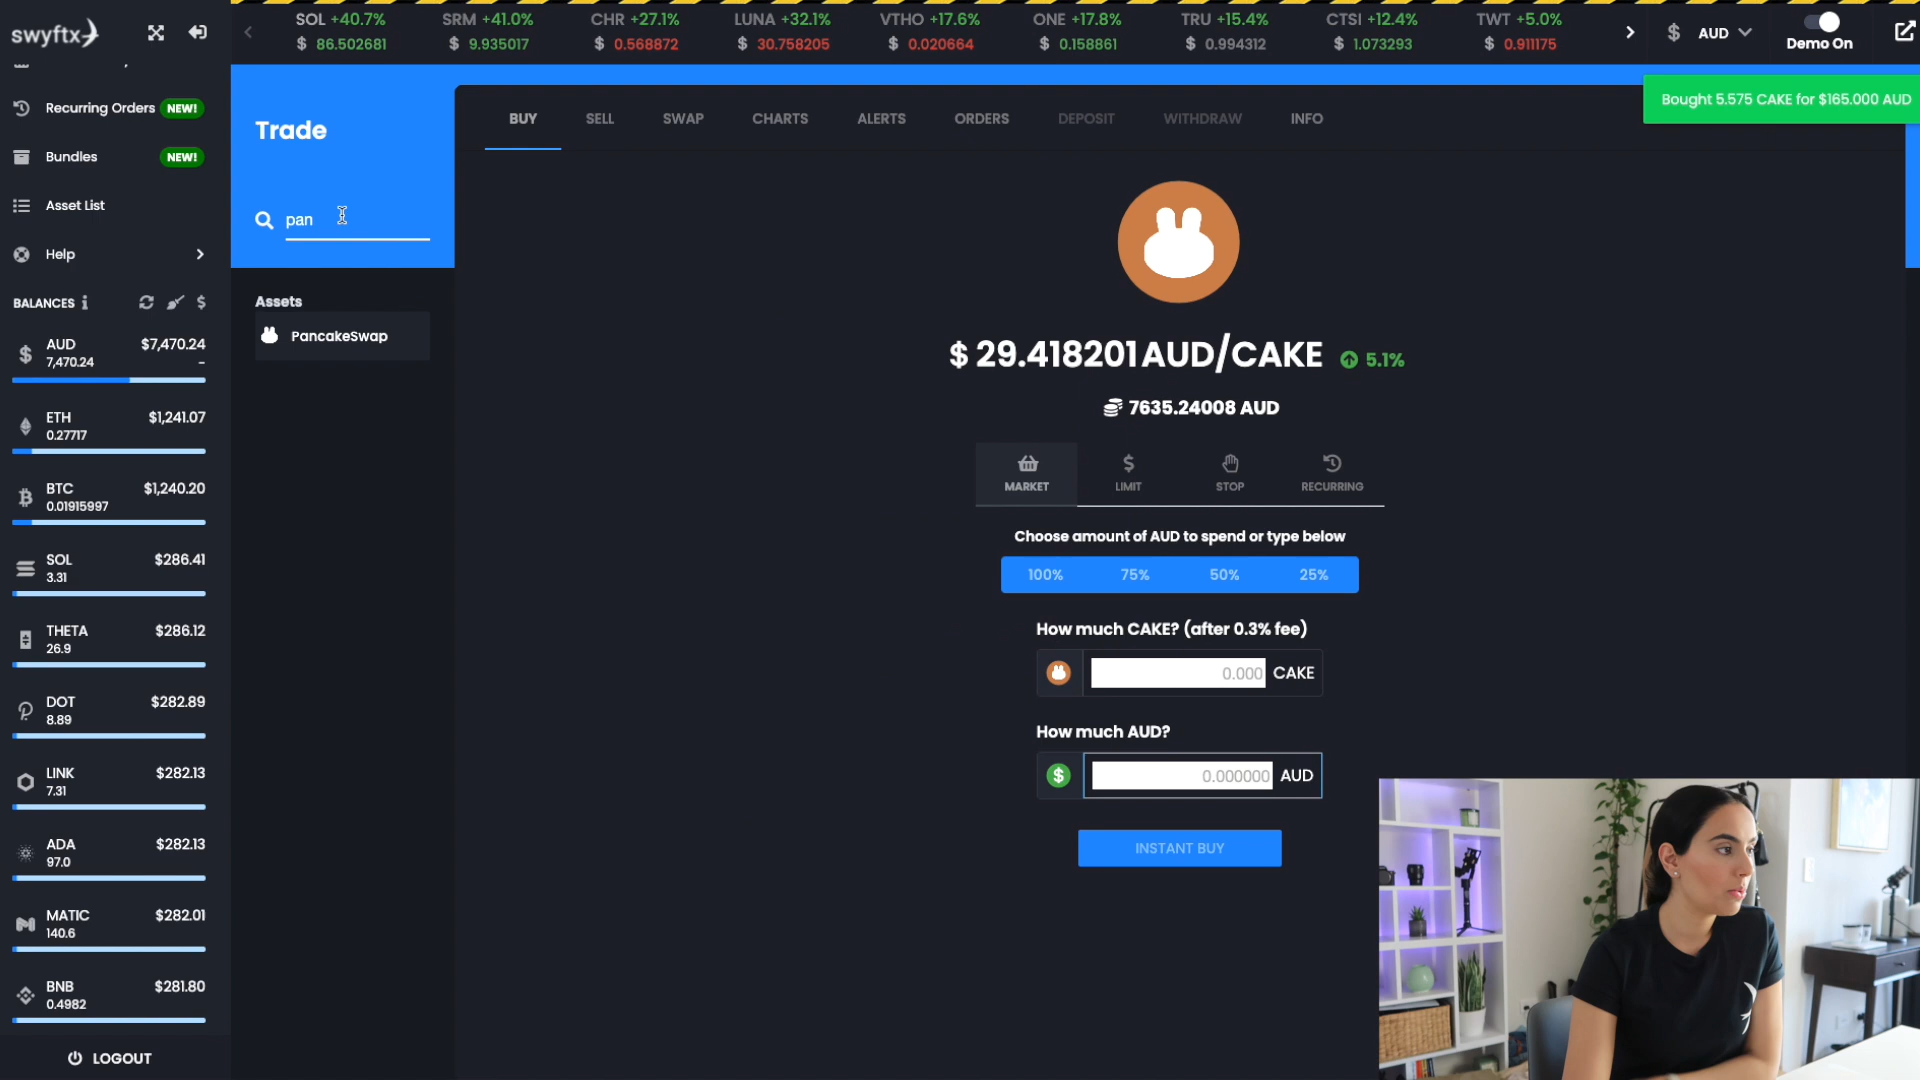 swyftx
SOL +40.7%
$ 86.502681
SRM +41.0%
$ 9.935017
CHR +27.1%
$ 0.568872
LUNA +32.1%
$ 30.758205
VTHO +17.6%
$ 0.020664
ONE +17.8%
$ 0.158861
TRU +15.4%
$ 0.994312
CTSI +12.4%
$ 1.073293
TWT +5.0%
$ 0.911175
$ AUD
Demo On
Recurring Orders NEW!
Bundles NEW!
Asset List
Help
BALANCES
AUD $7,470.24
7,470.24 –
ETH $1,241.07
0.27717
BTC $1,240.20
0.01915997
SOL $286.41
3.31
THETA $286.12
26.9
DOT $282.89
8.89
LINK $282.13
7.31
ADA $282.13
97.0
MATIC $282.01
140.6
BNB $281.80
0.4982
LOGOUT
Trade
pan
Assets
PancakeSwap
BUY SELL SWAP CHARTS ALERTS ORDERS DEPOSIT WITHDRAW INFO
Bought 5.575 CAKE for $165.000 AUD
$ 29.418201 AUD/CAKE 5.1%
7635.24008 AUD
MARKET LIMIT STOP RECURRING
Choose amount of AUD to spend or type below
100% 75% 50% 25%
How much CAKE? (after 0.3% fee)
0.000 CAKE
How much AUD?
0.000000 AUD
INSTANT BUY